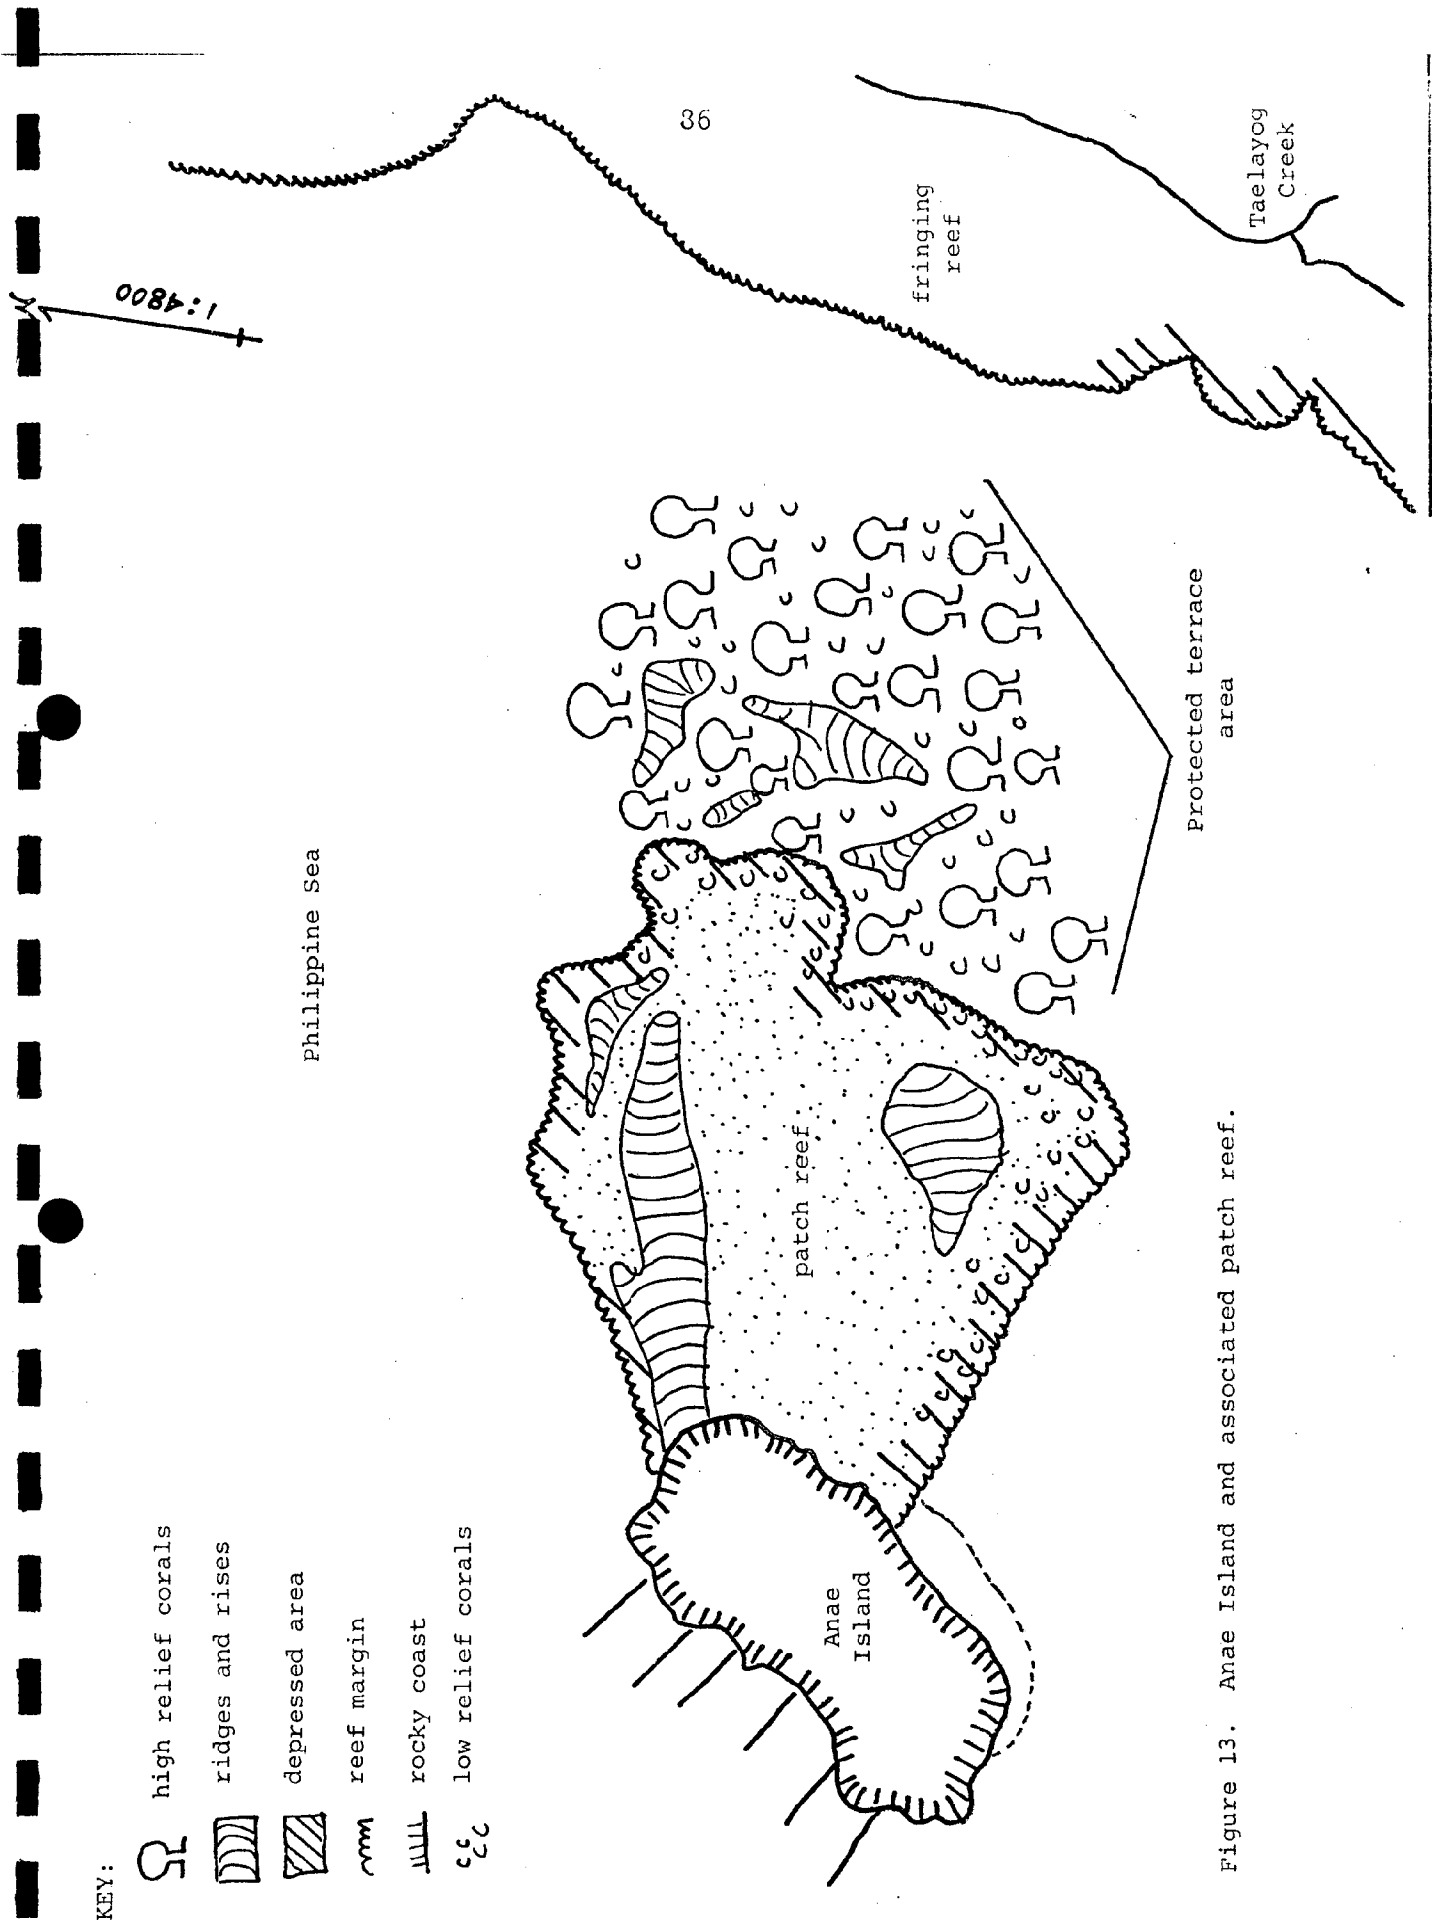 36
KEY:
high relief corals
ridges and rises
depressed area
reef margin
rocky coast
low relief corals
1:4800
Philippine Sea
fringing
reef
Taelayog
Creek
patch reef
Anae
Island
Protected terrace
area
Figure 13. Anae Island and associated patch reef.